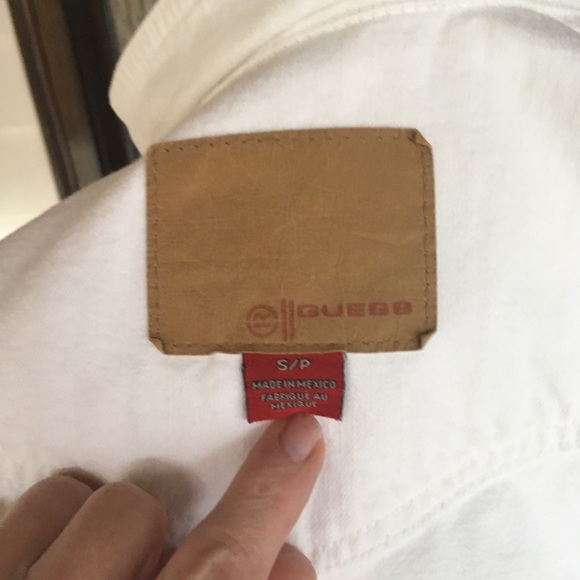 GUESS
S/P
MADE IN MEXICO
FABRIQUE AU
MEXIQUE